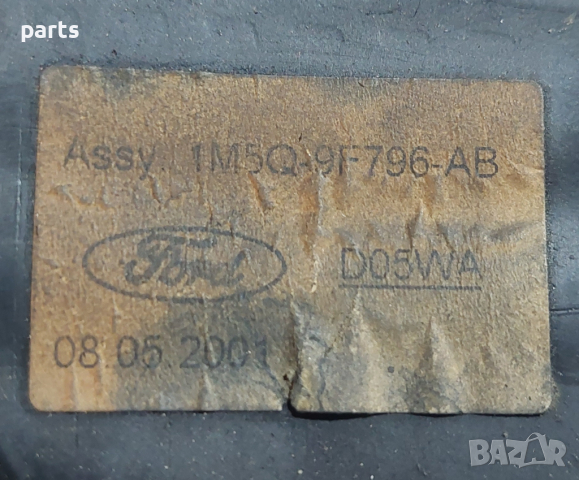 parts
Assy. 1M5Q-9F796-AB
Ford
D05WA
08.05.2001
BAZAR